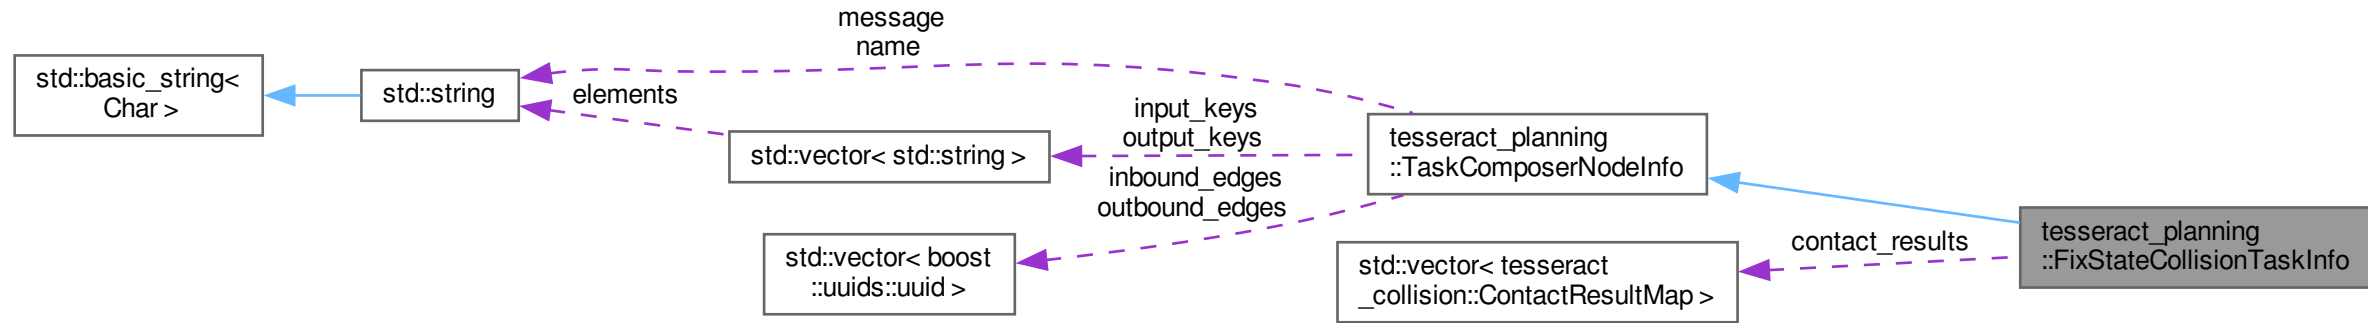 message
name
std::basic_string<
Char >
std::string
elements
input_keys
output_keys
std::vector< std::string >
tesseract_planning
::TaskComposerNodeInfo
inbound_edges
outbound_edges
std::vector< boost
::uuids::uuid >
contact_results
std::vector< tesseract
_collision::ContactResultMap >
tesseract_planning
::FixStateCollisionTaskInfo